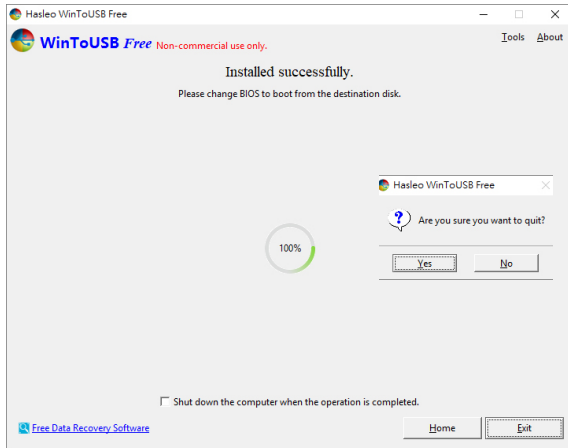 Hasleo WinToUSB Free
WinToUSB Free Non-commercial use only.
Tools About
Installed successfully.
Please change BIOS to boot from the destination disk.
Hasleo WinToUSB Free
Are you sure you want to quit?
Yes No
100%
Shut down the computer when the operation is completed.
Free Data Recovery Software
Home Exit